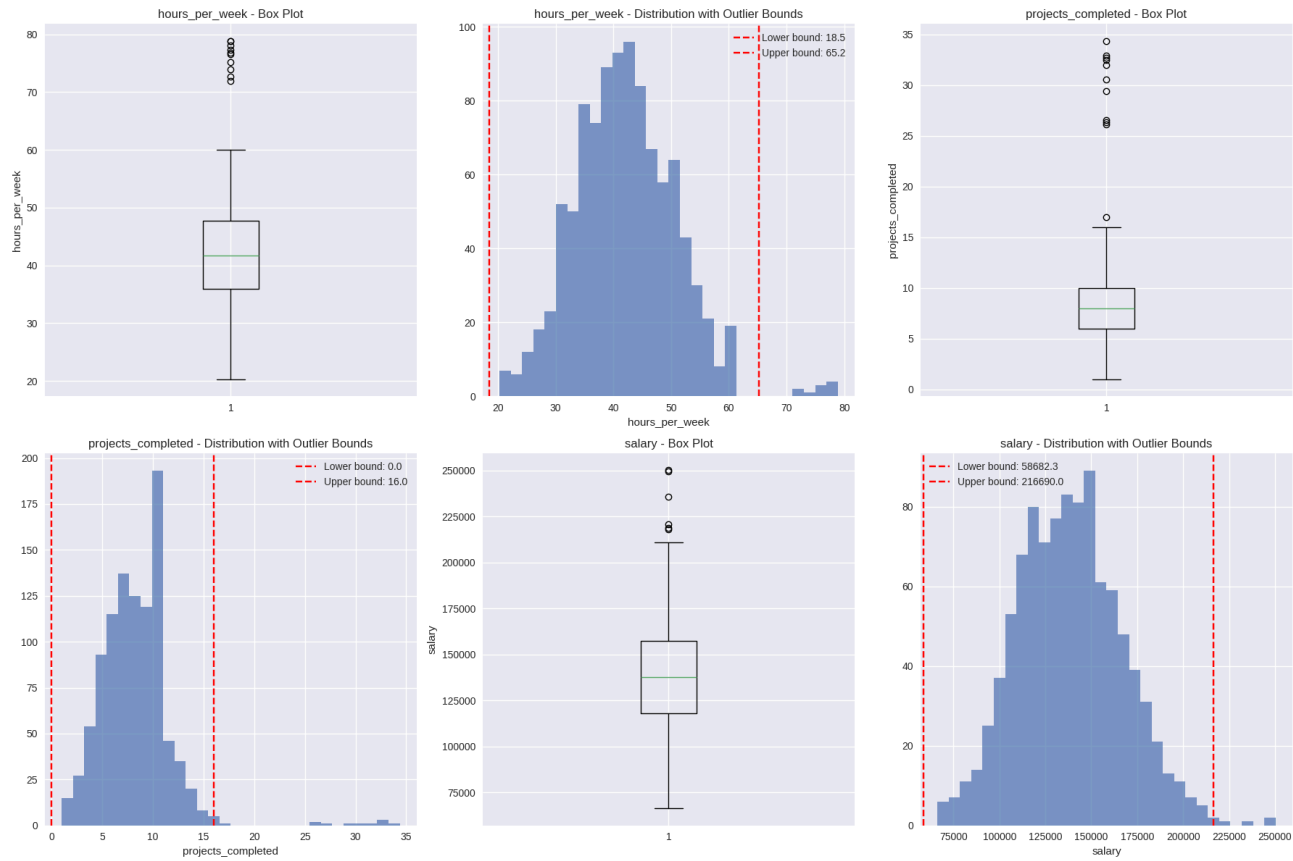 hours_per_week - Box Plot
80
70
60
50
40
30
20
hours_per_week
1
hours_per_week - Distribution with Outlier Bounds
Lower bound: 18.5
Upper bound: 65.2
100
80
60
40
20
0
20 30 40 50 60 70 80
hours_per_week
projects_completed - Box Plot
35
30
25
20
15
10
5
0
projects_completed
1
projects_completed - Distribution with Outlier Bounds
Lower bound: 0.0
Upper bound: 16.0
200
175
150
125
100
75
50
25
0
0 5 10 15 20 25 30 35
projects_completed
salary - Box Plot
250000
225000
200000
175000
150000
125000
100000
75000
salary
1
salary - Distribution with Outlier Bounds
Lower bound: 58682.3
Upper bound: 216690.0
80
60
40
20
0
75000 100000 125000 150000 175000 200000 225000 250000
salary